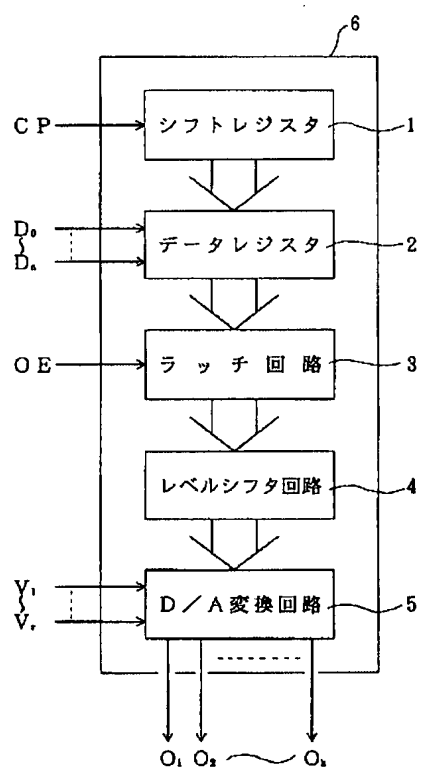 6
CP
シフトレジスタ
1
D₀
〜
Dₙ
データレジスタ
2
OE
ラッチ回路
3
レベルシフタ回路
4
V₁
〜
Vᵣ
D/A変換回路
5
O₁ O₂ 〜 Oₖ